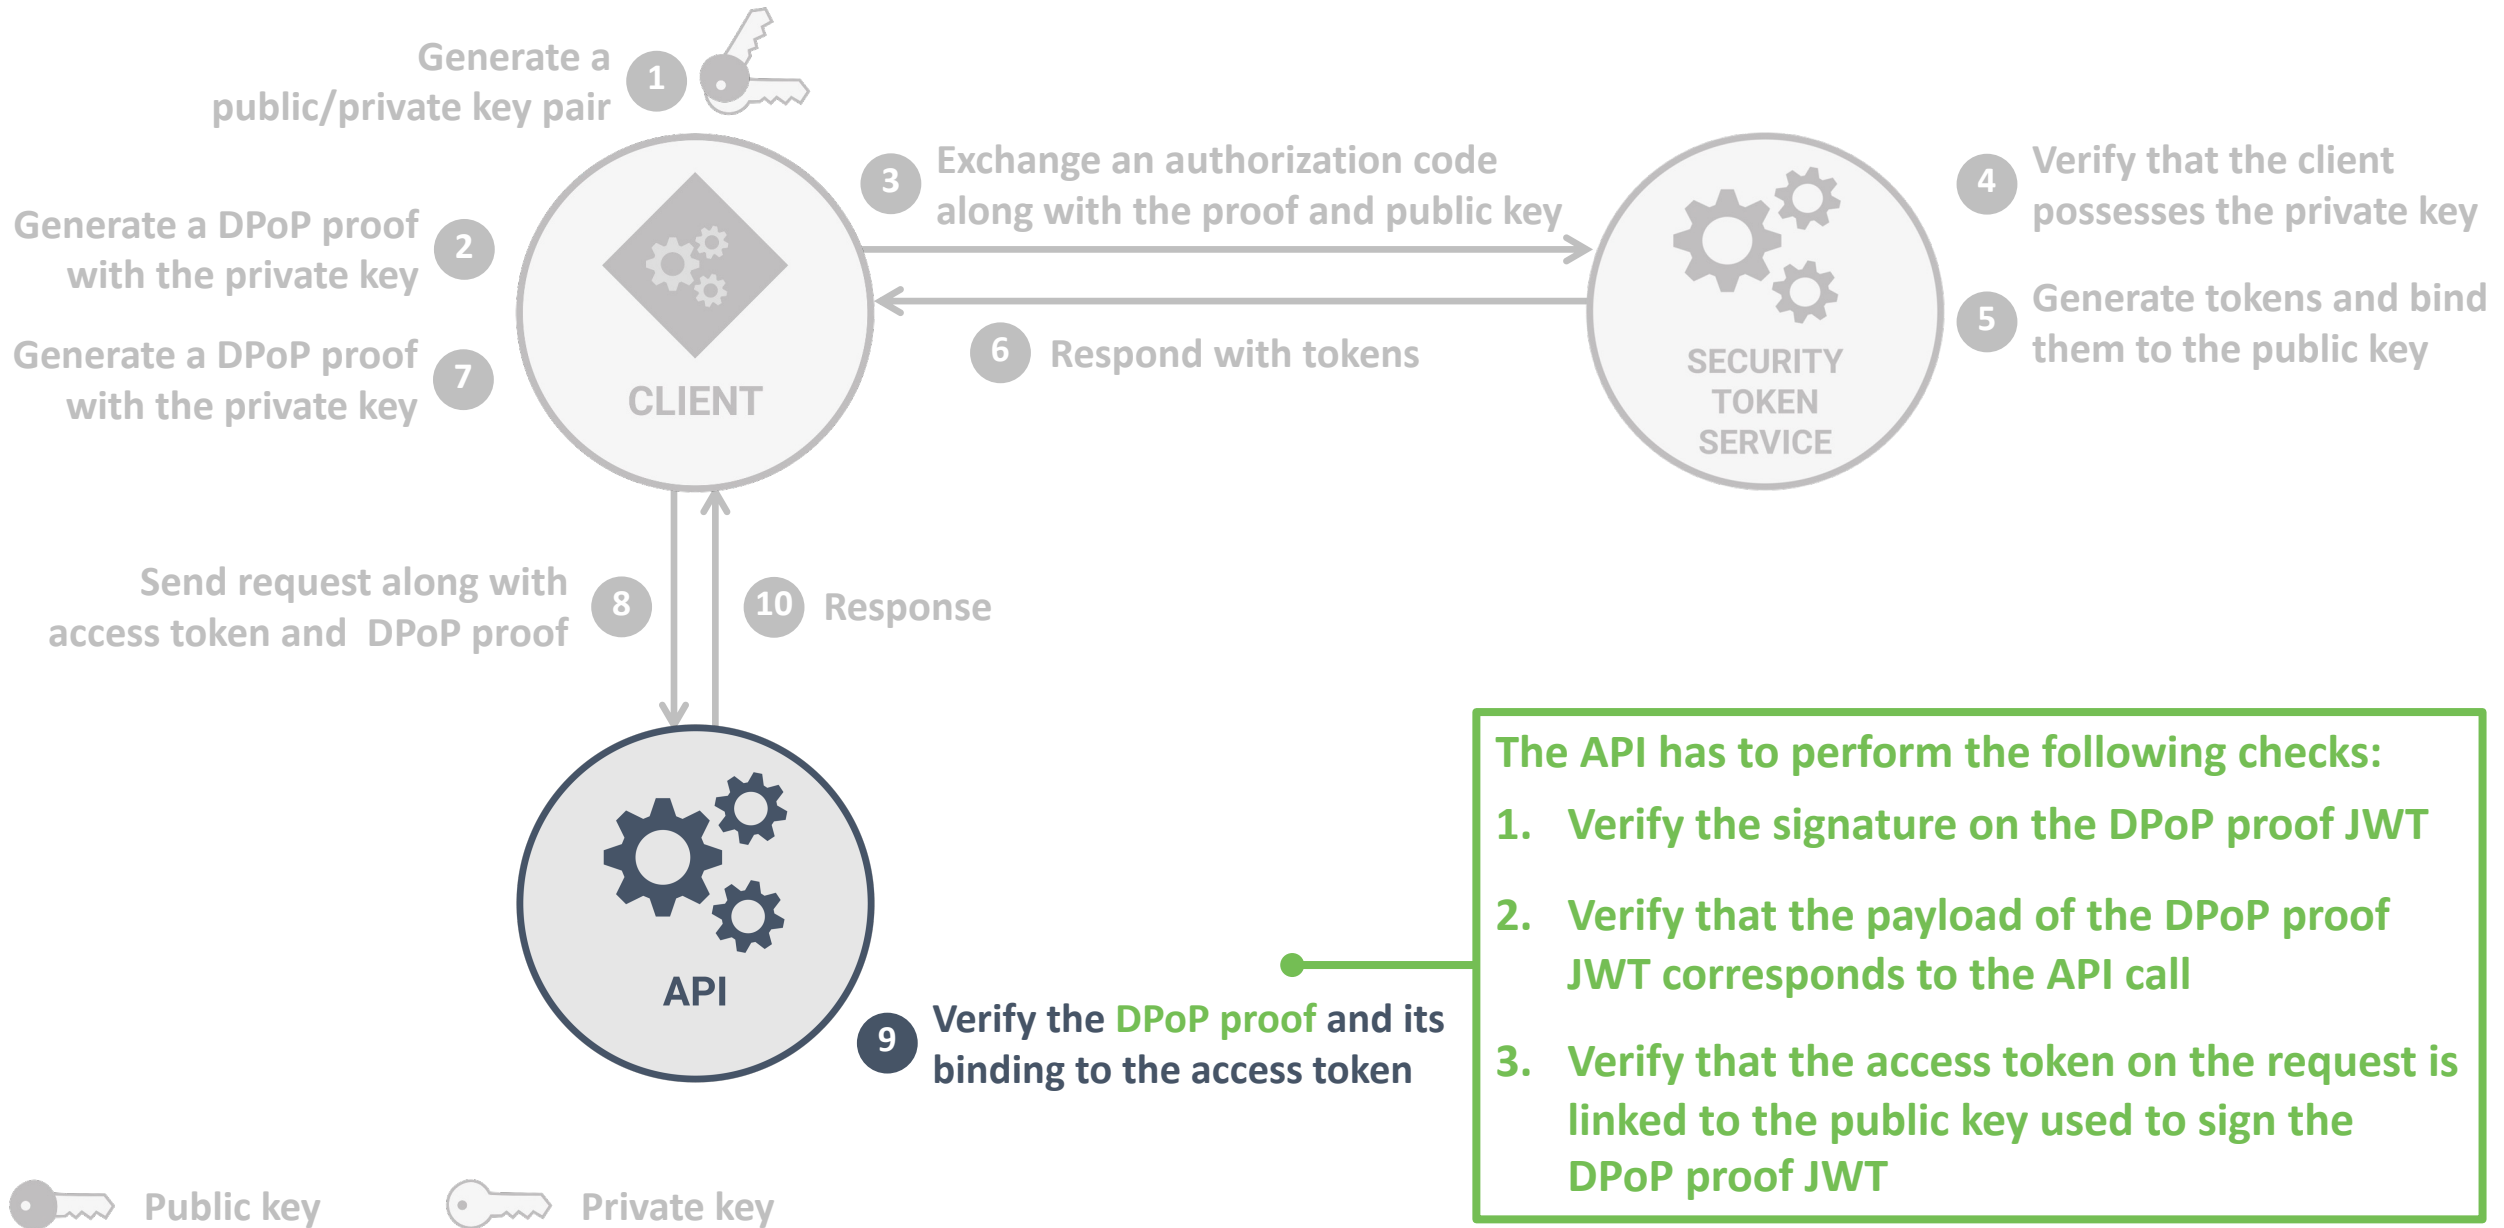 Generate a
public/private key pair
1
3
Exchange an authorization code
along with the proof and public key
4
Verify that the client
possesses the private key
Generate a DPoP proof
with the private key
2
5
Generate tokens and bind
them to the public key
Generate a DPoP proof
with the private key
7
6
Respond with tokens
CLIENT
SECURITY
TOKEN
SERVICE
Send request along with
access token and  DPoP proof
8
10
Response
API
9
Verify the DPoP proof and its
binding to the access token
The API has to perform the following checks:
1. Verify the signature on the DPoP proof JWT
2. Verify that the payload of the DPoP proof
JWT corresponds to the API call
3. Verify that the access token on the request is
linked to the public key used to sign the
DPoP proof JWT
Public key
Private key